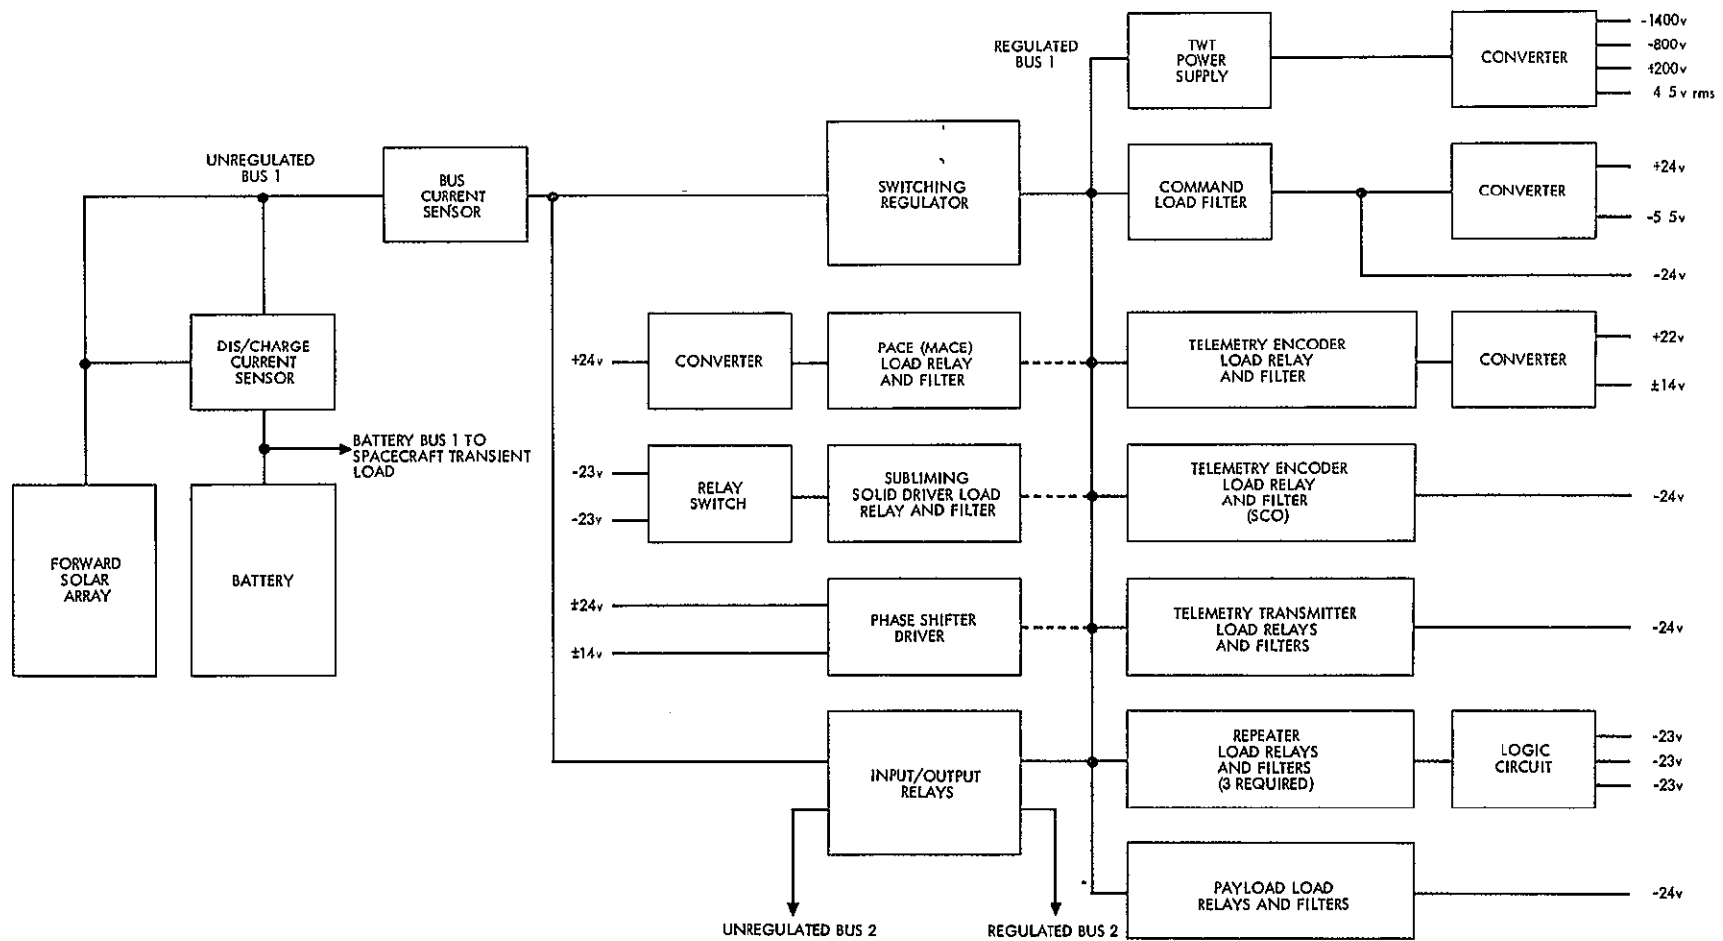 REGULATED
BUS 1
TWT
POWER
SUPPLY
CONVERTER
-1400v
-800v
+200v
4 5 v rms
UNREGULATED
BUS 1
BUS
CURRENT
SENSOR
SWITCHING
REGULATOR
COMMAND
LOAD FILTER
CONVERTER
+24v
-5 5v
-24v
DIS/CHARGE
CURRENT
SENSOR
+24v
CONVERTER
PACE (MACE)
LOAD RELAY
AND FILTER
TELEMETRY ENCODER
LOAD RELAY
AND FILTER
CONVERTER
+22v
±14v
BATTERY BUS 1 TO
SPACECRAFT TRANSIENT
LOAD
-23v
-23v
RELAY
SWITCH
SUBLIMING
SOLID DRIVER LOAD
RELAY AND FILTER
TELEMETRY ENCODER
LOAD RELAY
AND FILTER
(SCO)
-24v
FORWARD
SOLAR
ARRAY
BATTERY
±24v
±14v
PHASE SHIFTER
DRIVER
TELEMETRY TRANSMITTER
LOAD RELAYS
AND FILTERS
-24v
INPUT/OUTPUT
RELAYS
REPEATER
LOAD RELAYS
AND FILTERS
(3 REQUIRED)
LOGIC
CIRCUIT
-23v
-23v
-23v
PAYLOAD LOAD
RELAYS AND FILTERS
-24v
UNREGULATED BUS 2
REGULATED BUS 2